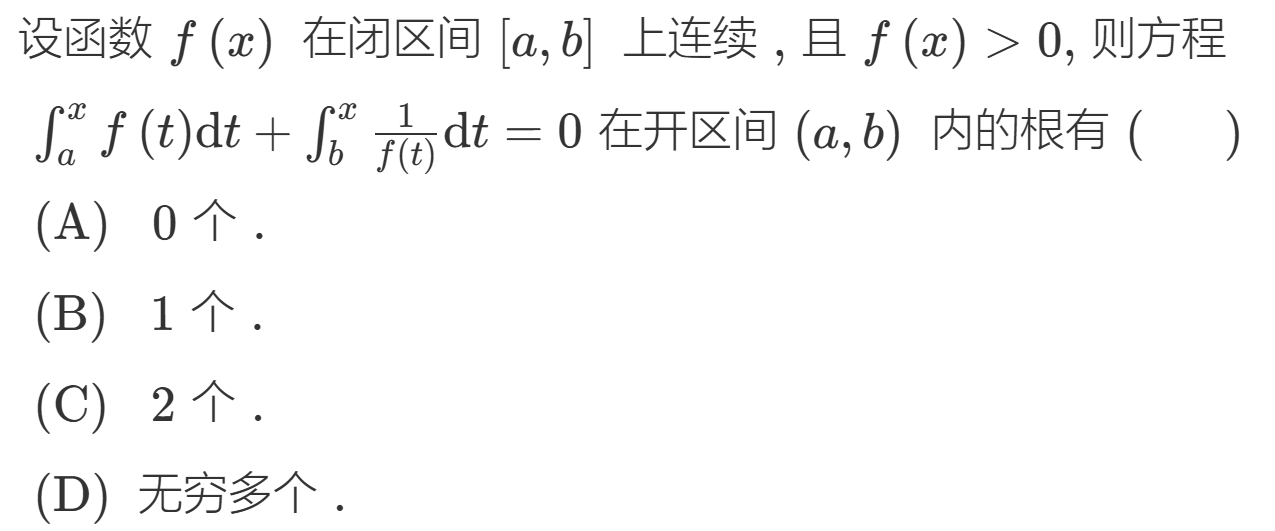 设函数 f (x) 在闭区间 [a, b] 上连续 , 且 f (x) > 0, 则方程
∫_a^x f (t)dt + ∫_b^x \frac{1}{f(t)}dt = 0 在开区间 (a, b) 内的根有 (    )
(A) 0 个 .
(B) 1 个 .
(C) 2 个 .
(D) 无穷多个 .